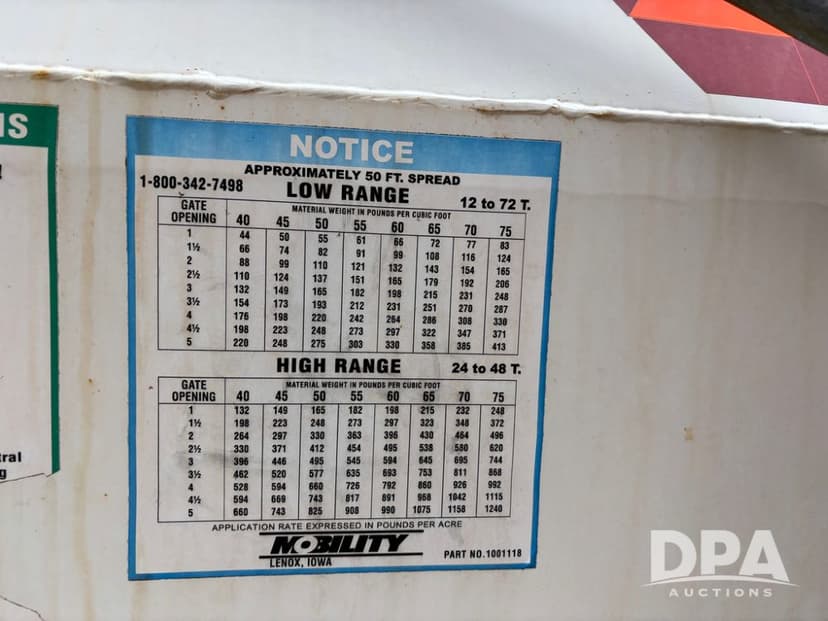 NS
!
tral
g
NOTICE
APPROXIMATELY 50 FT. SPREAD
1-800-342-7498 LOW RANGE 12 to 72 T.
GATE OPENING MATERIAL WEIGHT IN POUNDS PER CUBIC FOOT
40 45 50 55 60 65 70 75
1 44 50 55 61 66 72 77 83
1½ 66 74 82 91 99 108 116 124
2 88 99 110 121 132 143 154 165
2½ 110 124 137 151 165 179 192 206
3 132 149 165 182 198 215 231 248
3½ 154 173 193 212 231 251 270 287
4 176 198 220 242 264 286 308 330
4½ 198 223 248 273 297 322 347 371
5 220 248 275 303 330 358 385 413
HIGH RANGE 24 to 48 T.
GATE OPENING MATERIAL WEIGHT IN POUNDS PER CUBIC FOOT
40 45 50 55 60 65 70 75
1 132 149 165 182 198 215 232 248
1½ 198 223 248 273 297 323 348 372
2 264 297 330 363 396 430 464 496
2½ 330 371 412 454 495 538 580 620
3 396 446 495 545 594 645 695 744
3½ 462 520 577 635 693 753 811 868
4 528 594 660 726 792 860 926 992
4½ 594 669 743 817 891 968 1042 1115
5 660 743 825 908 990 1075 1158 1240
APPLICATION RATE EXPRESSED IN POUNDS PER ACRE
MOBILITY
LENOX, IOWA
PART NO. 1001118
DPA
AUCTIONS